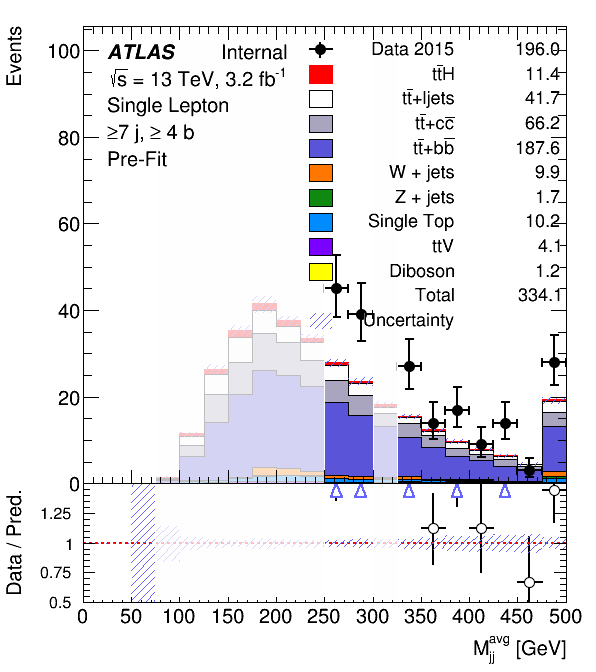 Events
100
80
60
40
20
0
ATLAS Internal
√s = 13 TeV, 3.2 fb⁻¹
Single Lepton
≥7 j, ≥ 4 b
Pre-Fit
Data 2015 196.0
tt̄H 11.4
tt̄+ljets 41.7
tt̄+cc̄ 66.2
tt̄+bb̄ 187.6
W + jets 9.9
Z + jets 1.7
Single Top 10.2
ttV 4.1
Diboson 1.2
Total 334.1
Uncertainty
Data / Pred.
1.25
1
0.75
0.5
0 50 100 150 200 250 300 350 400 450 500
M_jj^avg [GeV]